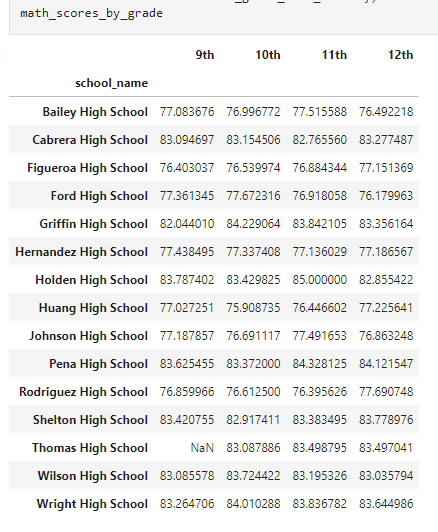 math_scores_by_grade
9th 10th 11th 12th
school_name
Bailey High School 77.083676 76.996772 77.515588 76.492218
Cabrera High School 83.094697 83.154506 82.765560 83.277487
Figueroa High School 76.403037 76.539974 76.884344 77.151369
Ford High School 77.361345 77.672316 76.918058 76.179963
Griffin High School 82.044010 84.229064 83.842105 83.356164
Hernandez High School 77.438495 77.337408 77.136029 77.186567
Holden High School 83.787402 83.429825 85.000000 82.855422
Huang High School 77.027251 75.908735 76.446602 77.225641
Johnson High School 77.187857 76.691117 77.491653 76.863248
Pena High School 83.625455 83.372000 84.328125 84.121547
Rodriguez High School 76.859966 76.612500 76.395626 77.690748
Shelton High School 83.420755 82.917411 83.383495 83.778976
Thomas High School NaN 83.087886 83.498795 83.497041
Wilson High School 83.085578 83.724422 83.195326 83.035794
Wright High School 83.264706 84.010288 83.836782 83.644986